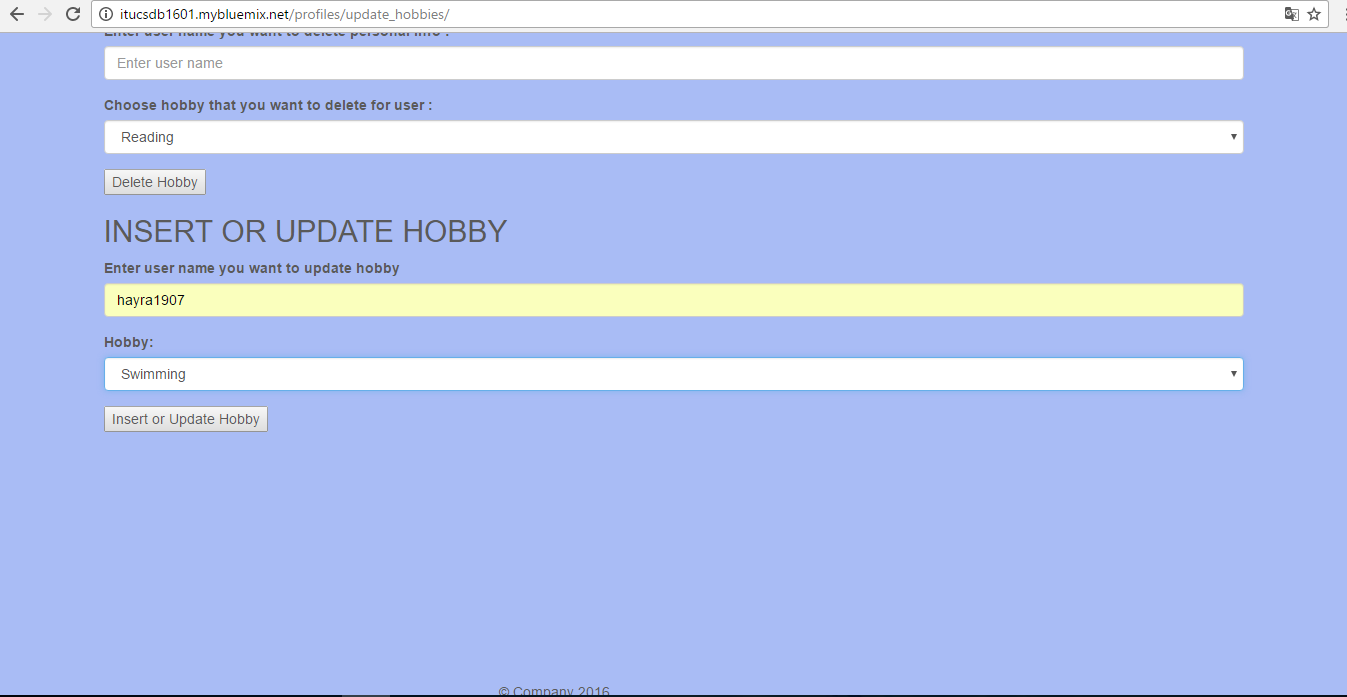 itucsdb1601.mybluemix.net/profiles/update_hobbies/
Enter user name you want to delete personal info :
Enter user name
Choose hobby that you want to delete for user :
Reading
Delete Hobby
INSERT OR UPDATE HOBBY
Enter user name you want to update hobby
hayra1907
Hobby:
Swimming
Insert or Update Hobby
© Company 2016